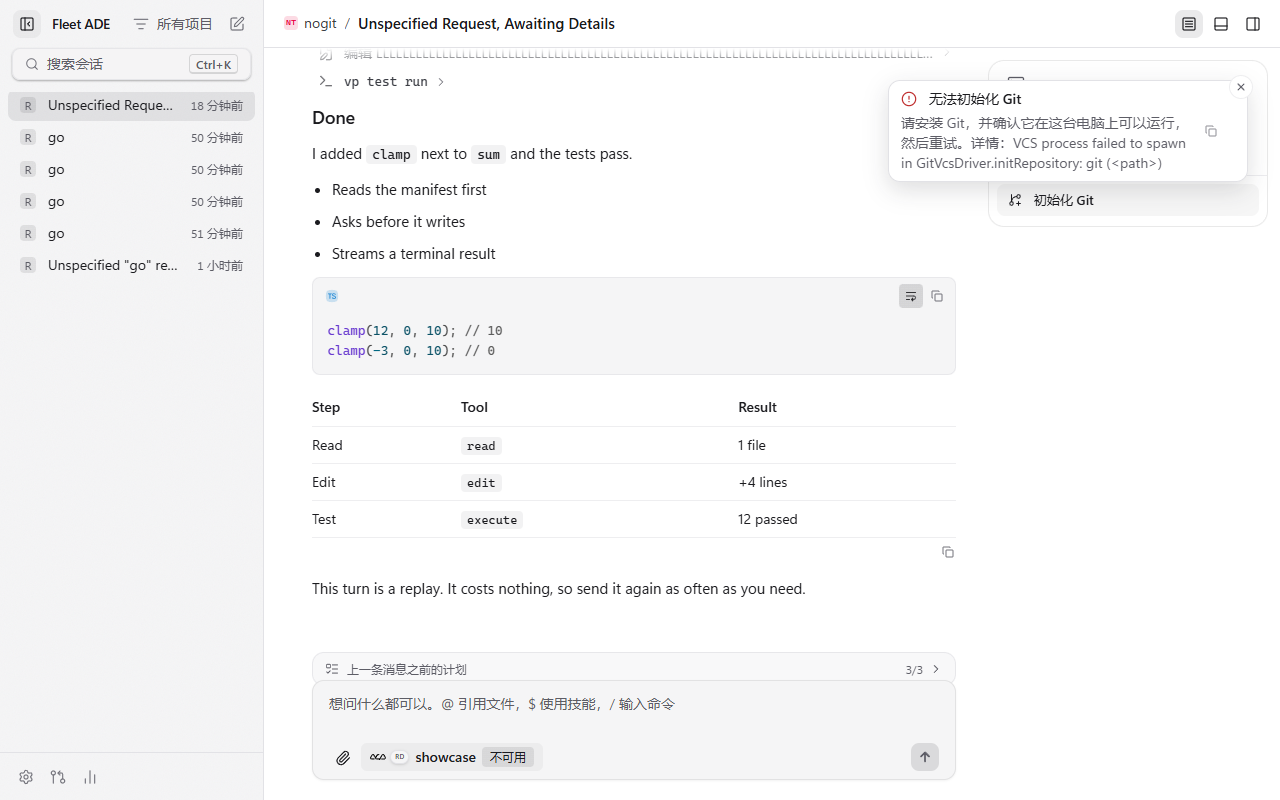 Fleet ADE
所有项目
搜索会话
Ctrl+K
R Unspecified Reque... 18 分钟前
R go 50 分钟前
R go 50 分钟前
R go 50 分钟前
R go 51 分钟前
R Unspecified "go" re... 1 小时前
NT nogit / Unspecified Request, Awaiting Details
vp test run
Done
I added clamp next to sum and the tests pass.
• Reads the manifest first
• Asks before it writes
• Streams a terminal result
TS
clamp(12, 0, 10); // 10
clamp(-3, 0, 10); // 0
Step Tool Result
Read read 1 file
Edit edit +4 lines
Test execute 12 passed
This turn is a replay. It costs nothing, so send it again as often as you need.
上一条消息之前的计划 3/3
想问什么都可以。@ 引用文件，$ 使用技能，/ 输入命令
RD showcase 不可用
无法初始化 Git
请安装 Git，并确认它在这台电脑上可以运行，
然后重试。详情：VCS process failed to spawn
in GitVcsDriver.initRepository: git (<path>)
初始化 Git